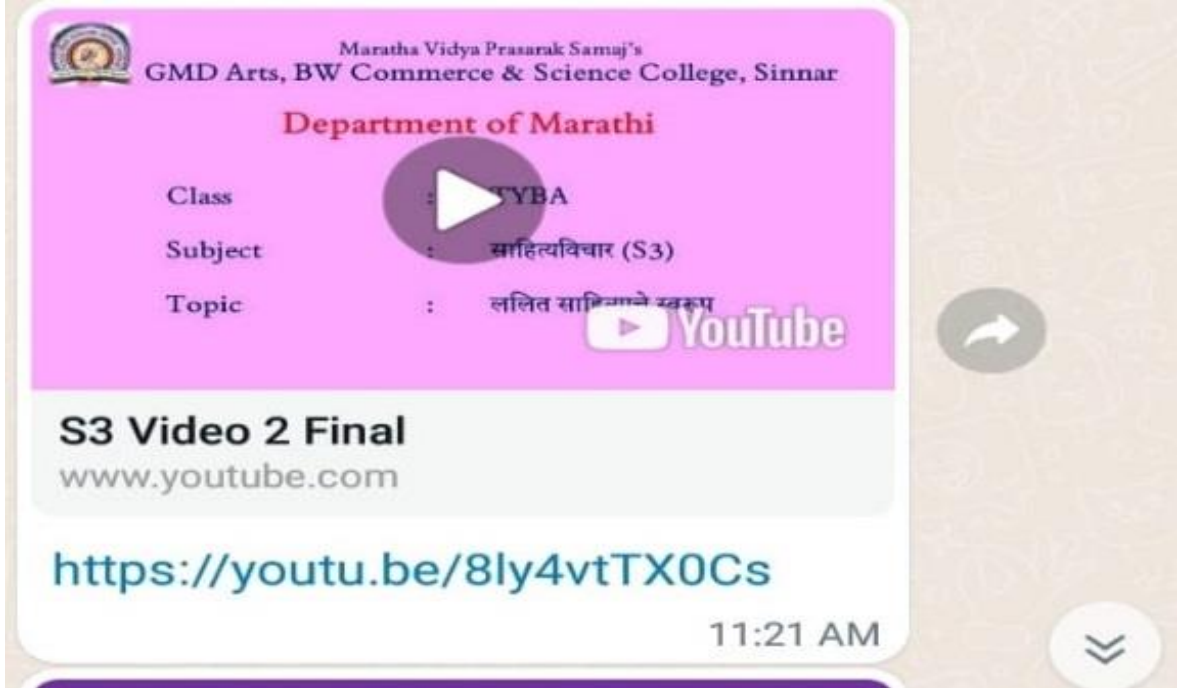 Maratha Vidya Prasarak Samaj's
GMD Arts, BW Commerce & Science College, Sinnar
Department of Marathi
Class : TYBA
Subject : साहित्यविचार (S3)
Topic : ललित साहित्याचे स्वरूप
YouTube
S3 Video 2 Final
www.youtube.com
https://youtu.be/8ly4vtTX0Cs
11:21 AM